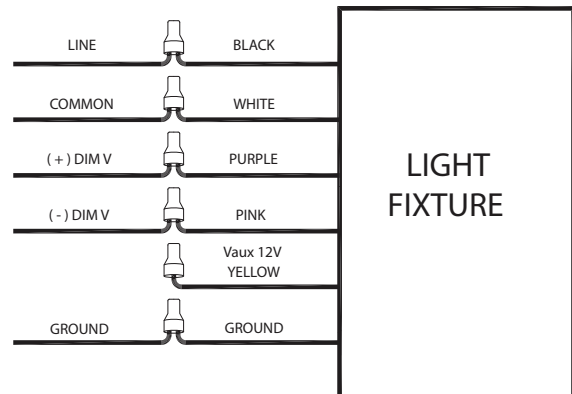 LINE BLACK
COMMON WHITE
( + ) DIM V PURPLE
( - ) DIM V PINK
Vaux 12V
YELLOW
GROUND GROUND
LIGHT
FIXTURE